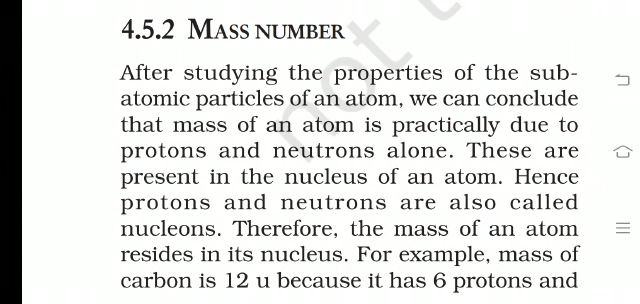 4.5.2 MASS NUMBER
After studying the properties of the sub-
atomic particles of an atom, we can conclude
that mass of an atom is practically due to
protons and neutrons alone. These are
present in the nucleus of an atom. Hence
protons and neutrons are also called
nucleons. Therefore, the mass of an atom
resides in its nucleus. For example, mass of
carbon is 12 u because it has 6 protons and
not t